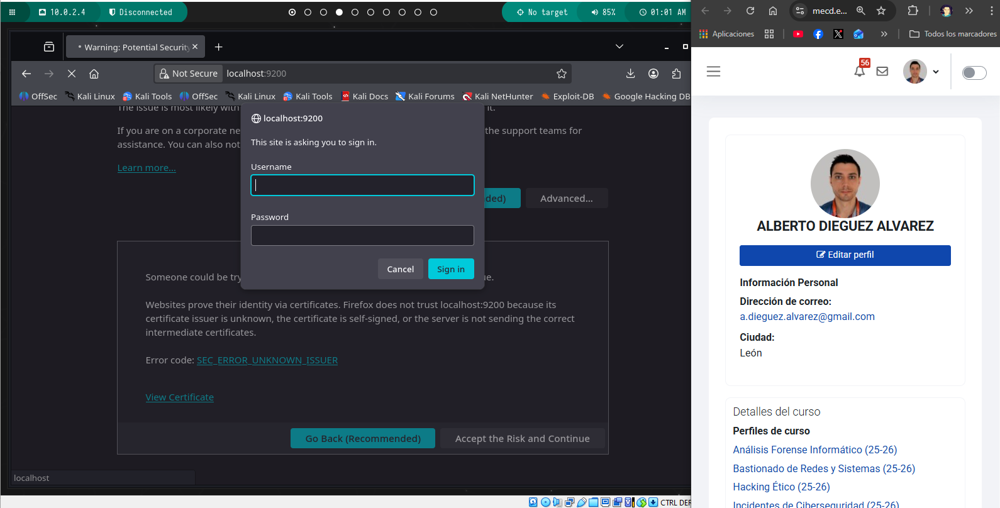 10.0.2.4
Disconnected
No target
85%
01:01 AM
Warning: Potential Security
Not Secure
localhost:9200
OffSec
Kali Linux
Kali Tools
OffSec
Kali Linux
Kali Tools
Kali Docs
Kali Forums
Kali NetHunter
Exploit-DB
Google Hacking DB
The issue is most likely with
it.
If you are on a corporate ne
the support teams for
assistance. You can also not
Learn more...
ded)
Advanced...
localhost:9200
This site is asking you to sign in.
Username
Password
Cancel
Sign in
Someone could be try
ue.
Websites prove their identity via certificates. Firefox does not trust localhost:9200 because its
certificate issuer is unknown, the certificate is self-signed, or the server is not sending the correct
intermediate certificates.
Error code: SEC_ERROR_UNKNOWN_ISSUER
View Certificate
Go Back (Recommended)
Accept the Risk and Continue
localhost
CTRL DER
mecd.e...
Aplicaciones
Todos los marcadores
56
ALBERTO DIEGUEZ ALVAREZ
Editar perfil
Información Personal
Dirección de correo:
a.dieguez.alvarez@gmail.com
Ciudad:
León
Detalles del curso
Perfiles de curso
Análisis Forense Informático (25-26)
Bastionado de Redes y Sistemas (25-26)
Hacking Ético (25-26)
Incidentes de Ciberseguridad (25-26)